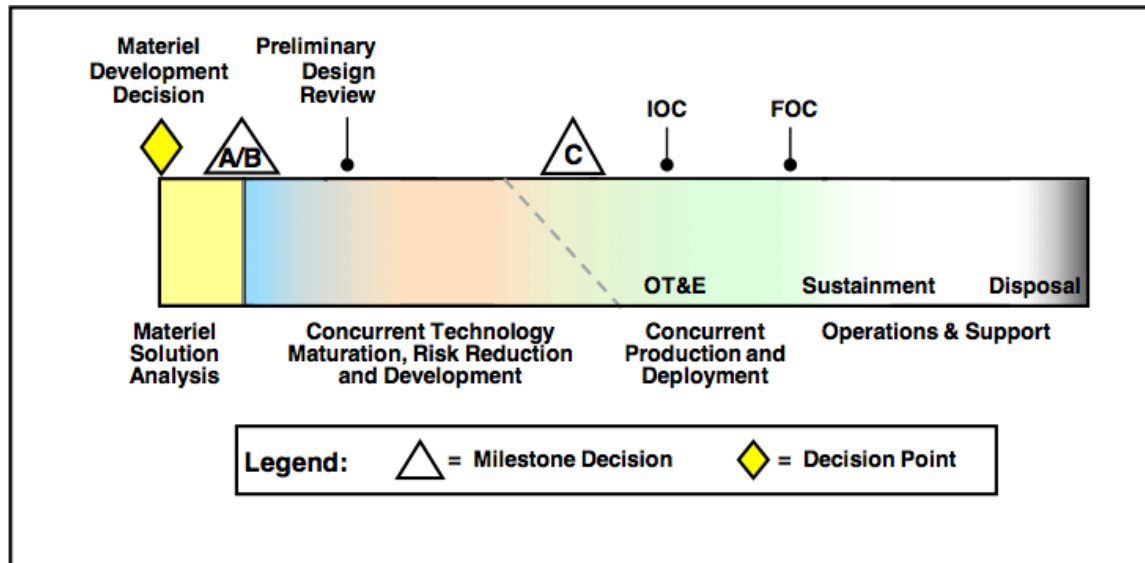 Materiel
Development
Decision
Preliminary
Design
Review
A/B
C
IOC
FOC
OT&E
Sustainment
Disposal
Materiel
Solution
Analysis
Concurrent Technology
Maturation, Risk Reduction
and Development
Concurrent
Production and
Deployment
Operations & Support
Legend:
= Milestone Decision
= Decision Point